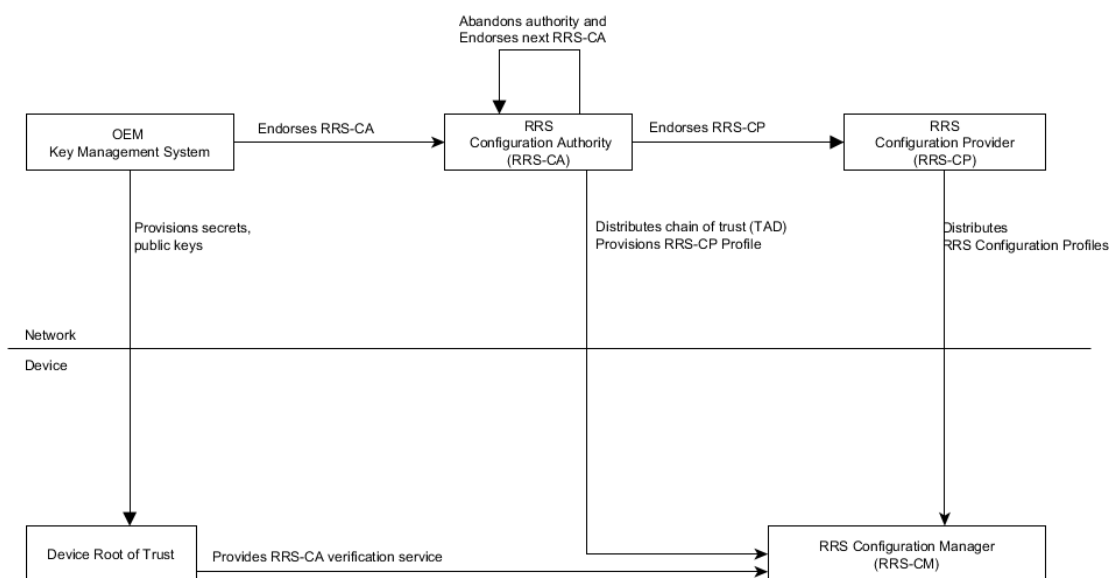 Abandons authority and
Endorses next RRS-CA
OEM
Key Management System
Endorses RRS-CA
RRS
Configuration Authority
(RRS-CA)
Endorses RRS-CP
RRS
Configuration Provider
(RRS-CP)
Provisions secrets,
public keys
Distributes chain of trust (TAD)
Provisions RRS-CP Profile
Distributes
RRS Configuration Profiles
Network
Device
Device Root of Trust
Provides RRS-CA verification service
RRS Configuration Manager
(RRS-CM)